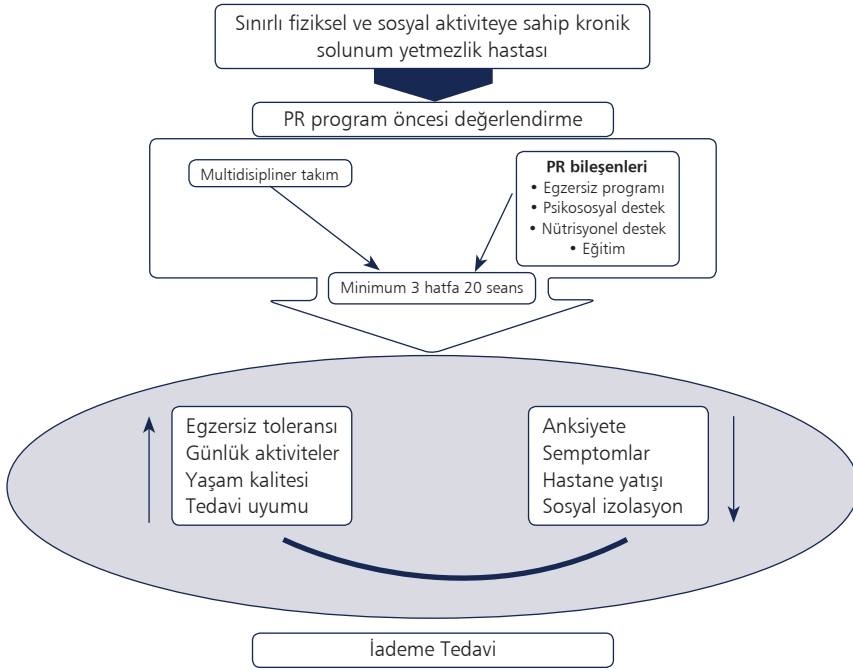 Sınırlı fiziksel ve sosyal aktiviteye sahip kronik
solunum yetmezlik hastası
PR program öncesi değerlendirme
Multidisipliner takım
PR bileşenleri
• Egzersiz programı
• Psikososyal destek
• Nütrisyonel destek
• Eğitim
Minimum 3 hatfa 20 seans
Egzersiz toleransı
Günlük aktiviteler
Yaşam kalitesi
Tedavi uyumu
Anksiyete
Semptomlar
Hastane yatışı
Sosyal izolasyon
İademe Tedavi